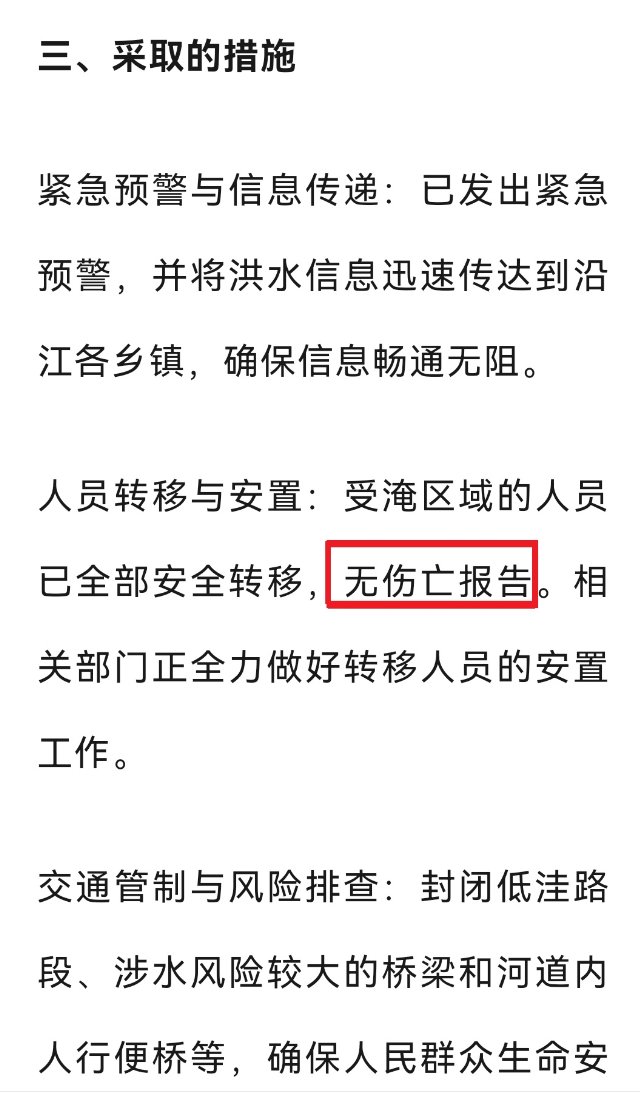 三、采取的措施
紧急预警与信息传递：已发出紧急
预警，并将洪水信息迅速传达到沿
江各乡镇，确保信息畅通无阻。
人员转移与安置：受淹区域的人员
已全部安全转移，无伤亡报告。相
关部门正全力做好转移人员的安置
工作。
交通管制与风险排查：封闭低洼路
段、涉水风险较大的桥梁和河道内
人行便桥等，确保人民群众生命安